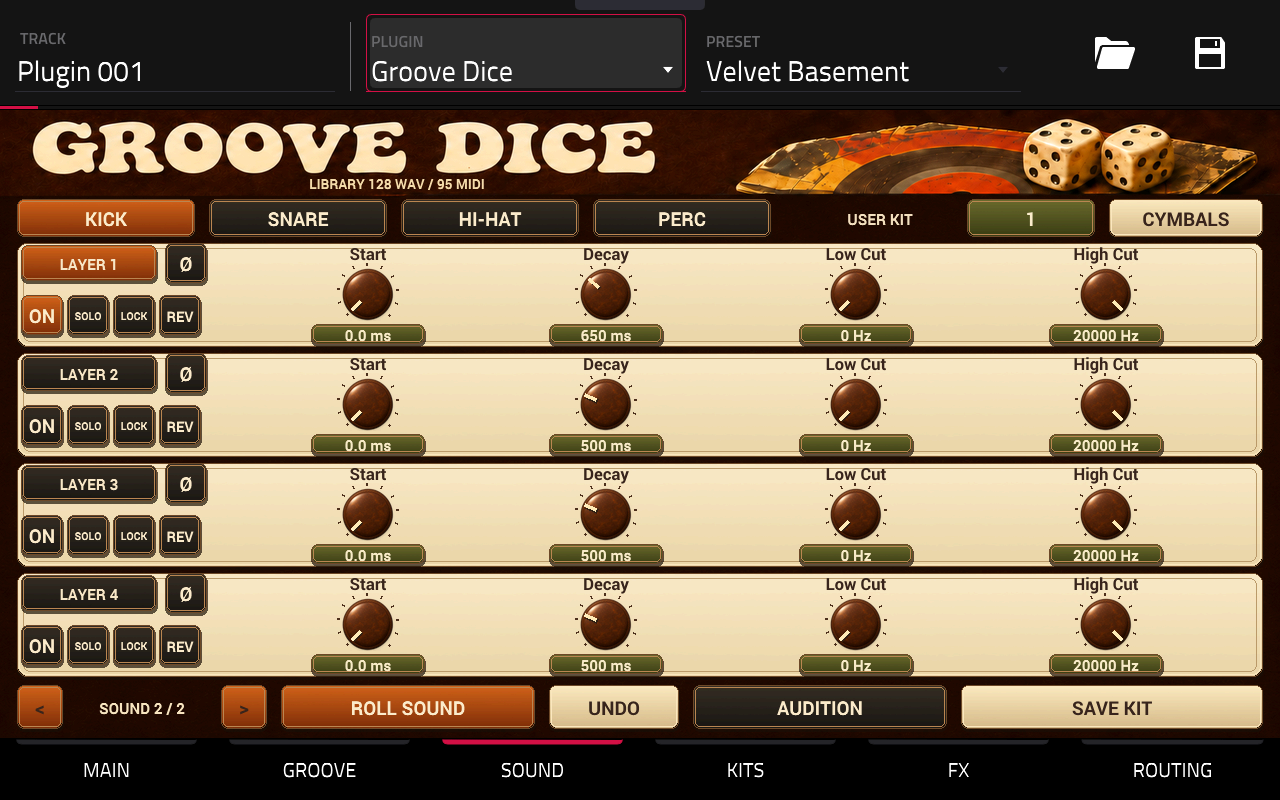 TRACK
Plugin 001
PLUGIN
Groove Dice
PRESET
Velvet Basement
GROOVE DICE
LIBRARY 128 WAV / 95 MIDI
KICK SNARE HI-HAT PERC USER KIT 1 CYMBALS
LAYER 1 Ø Start Decay Low Cut High Cut
ON SOLO LOCK REV 0.0 ms 650 ms 0 Hz 20000 Hz
LAYER 2 Ø Start Decay Low Cut High Cut
ON SOLO LOCK REV 0.0 ms 500 ms 0 Hz 20000 Hz
LAYER 3 Ø Start Decay Low Cut High Cut
ON SOLO LOCK REV 0.0 ms 500 ms 0 Hz 20000 Hz
LAYER 4 Ø Start Decay Low Cut High Cut
ON SOLO LOCK REV 0.0 ms 500 ms 0 Hz 20000 Hz
< SOUND 2 / 2 > ROLL SOUND UNDO AUDITION SAVE KIT
MAIN GROOVE SOUND KITS FX ROUTING